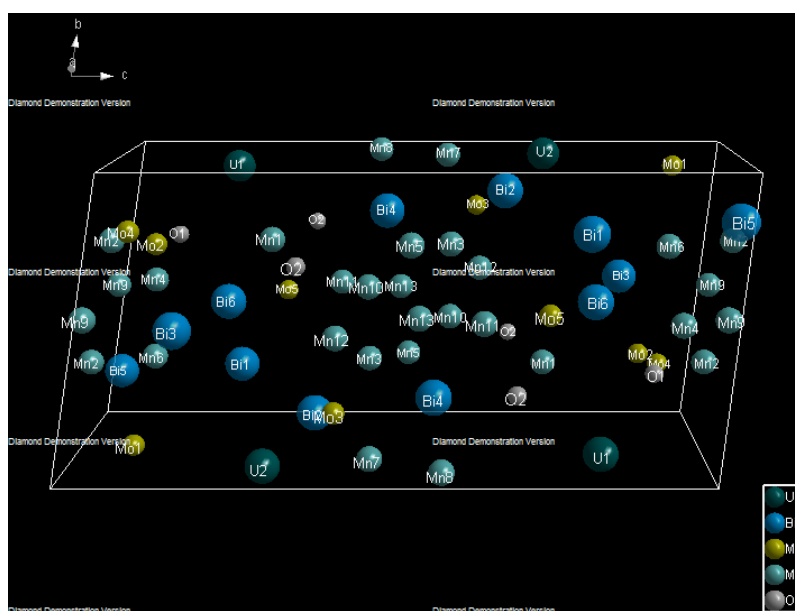 b
a
c
Diamond Demonstration Version Diamond Demonstration Version
Mn8 Mn7 U2
U1 Mo1
Bi2
Mo3
Bi4
O2 Bi5
O1 Mo4 Bi1
Mn2 Mo2 Mn1 Mn5 Mn3 Mn6 Mn2
O2 Mn12
Diamond Demonstration Version Diamond Demonstration Version
Mn9 Mn4 Mo5 Mn11 Mn10 Mn13 Bi3 Mn9
Bi6 Bi6
Mn9 Bi3 Mn13 Mn10 Mn11 O2 Mo5 Mn4 Mn9
Mn12
Mn2 Mn6 Bi1 Mn3 Mn5 Mn1 Mo2 Mo4 Mn2
Bi5 O1
Bi2 Mo3 Bi4 O2
Diamond Demonstration Version Diamond Demonstration Version
Mo1
U2 Mn7 Mn8 U1
U
B
M
M
O
Diamond Demonstration Version Diamond Demonstration Version